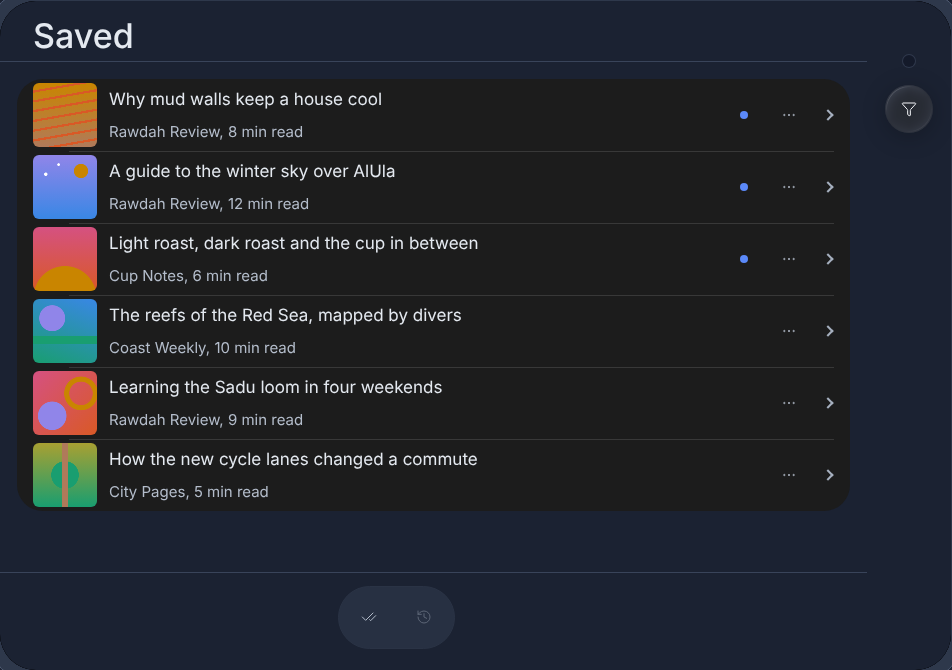 Saved
Why mud walls keep a house cool
Rawdah Review, 8 min read
A guide to the winter sky over AlUla
Rawdah Review, 12 min read
Light roast, dark roast and the cup in between
Cup Notes, 6 min read
The reefs of the Red Sea, mapped by divers
Coast Weekly, 10 min read
Learning the Sadu loom in four weekends
Rawdah Review, 9 min read
How the new cycle lanes changed a commute
City Pages, 5 min read